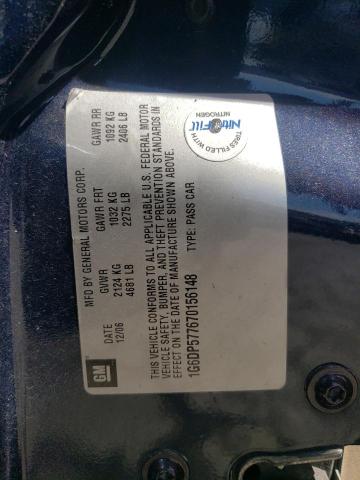 MFD BY GENERAL MOTORS CORP.
DATE GVWR GAWR FRT GAWR RR
12/06 2124 KG 1032 KG 1092 KG
4681 LB 2275 LB 2406 LB
THIS VEHICLE CONFORMS TO ALL APPLICABLE U.S. FEDERAL MOTOR
VEHICLE SAFETY, BUMPER, AND THEFT PREVENTION STANDARDS IN
EFFECT ON THE DATE OF MANUFACTURE SHOWN ABOVE.
1G6DP577670156148 TYPE: PASS CAR
GM
TIRES FILLED WITH
NitroFill
NITROGEN